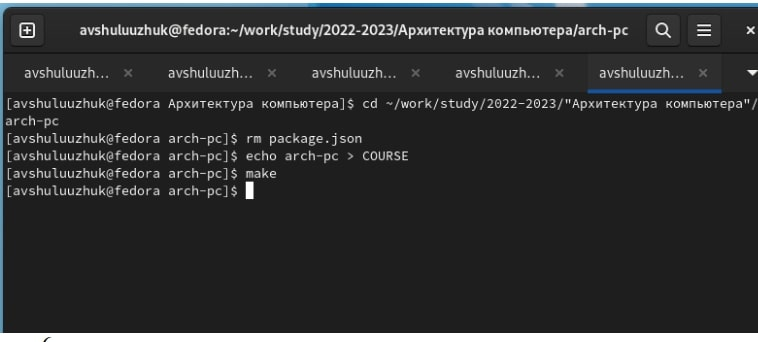 avshuluuzhuk@fedora:~/work/study/2022-2023/Архитектура компьютера/arch-pc
avshuluuzh... avshuluuzh... avshuluuzh... avshuluuzh... avshuluuzh...
[avshuluuzhuk@fedora Архитектура компьютера]$ cd ~/work/study/2022-2023/"Архитектура компьютера"/
arch-pc
[avshuluuzhuk@fedora arch-pc]$ rm package.json
[avshuluuzhuk@fedora arch-pc]$ echo arch-pc > COURSE
[avshuluuzhuk@fedora arch-pc]$ make
[avshuluuzhuk@fedora arch-pc]$